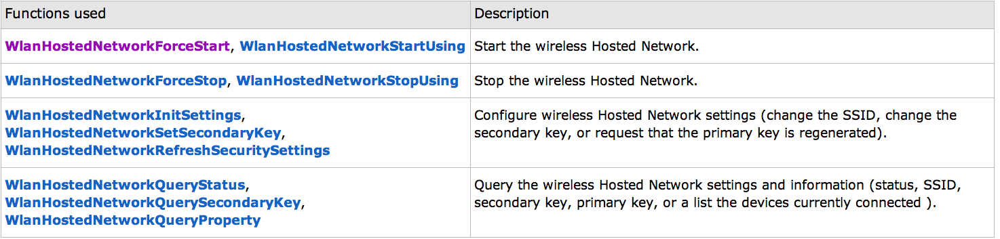 Functions used
Description
WlanHostedNetworkForceStart, WlanHostedNetworkStartUsing
Start the wireless Hosted Network.
WlanHostedNetworkForceStop, WlanHostedNetworkStopUsing
Stop the wireless Hosted Network.
WlanHostedNetworkInitSettings,
WlanHostedNetworkSetSecondaryKey,
WlanHostedNetworkRefreshSecuritySettings
Configure wireless Hosted Network settings (change the SSID, change the
secondary key, or request that the primary key is regenerated).
WlanHostedNetworkQueryStatus,
WlanHostedNetworkQuerySecondaryKey,
WlanHostedNetworkQueryProperty
Query the wireless Hosted Network settings and information (status, SSID,
secondary key, primary key, or a list the devices currently connected ).